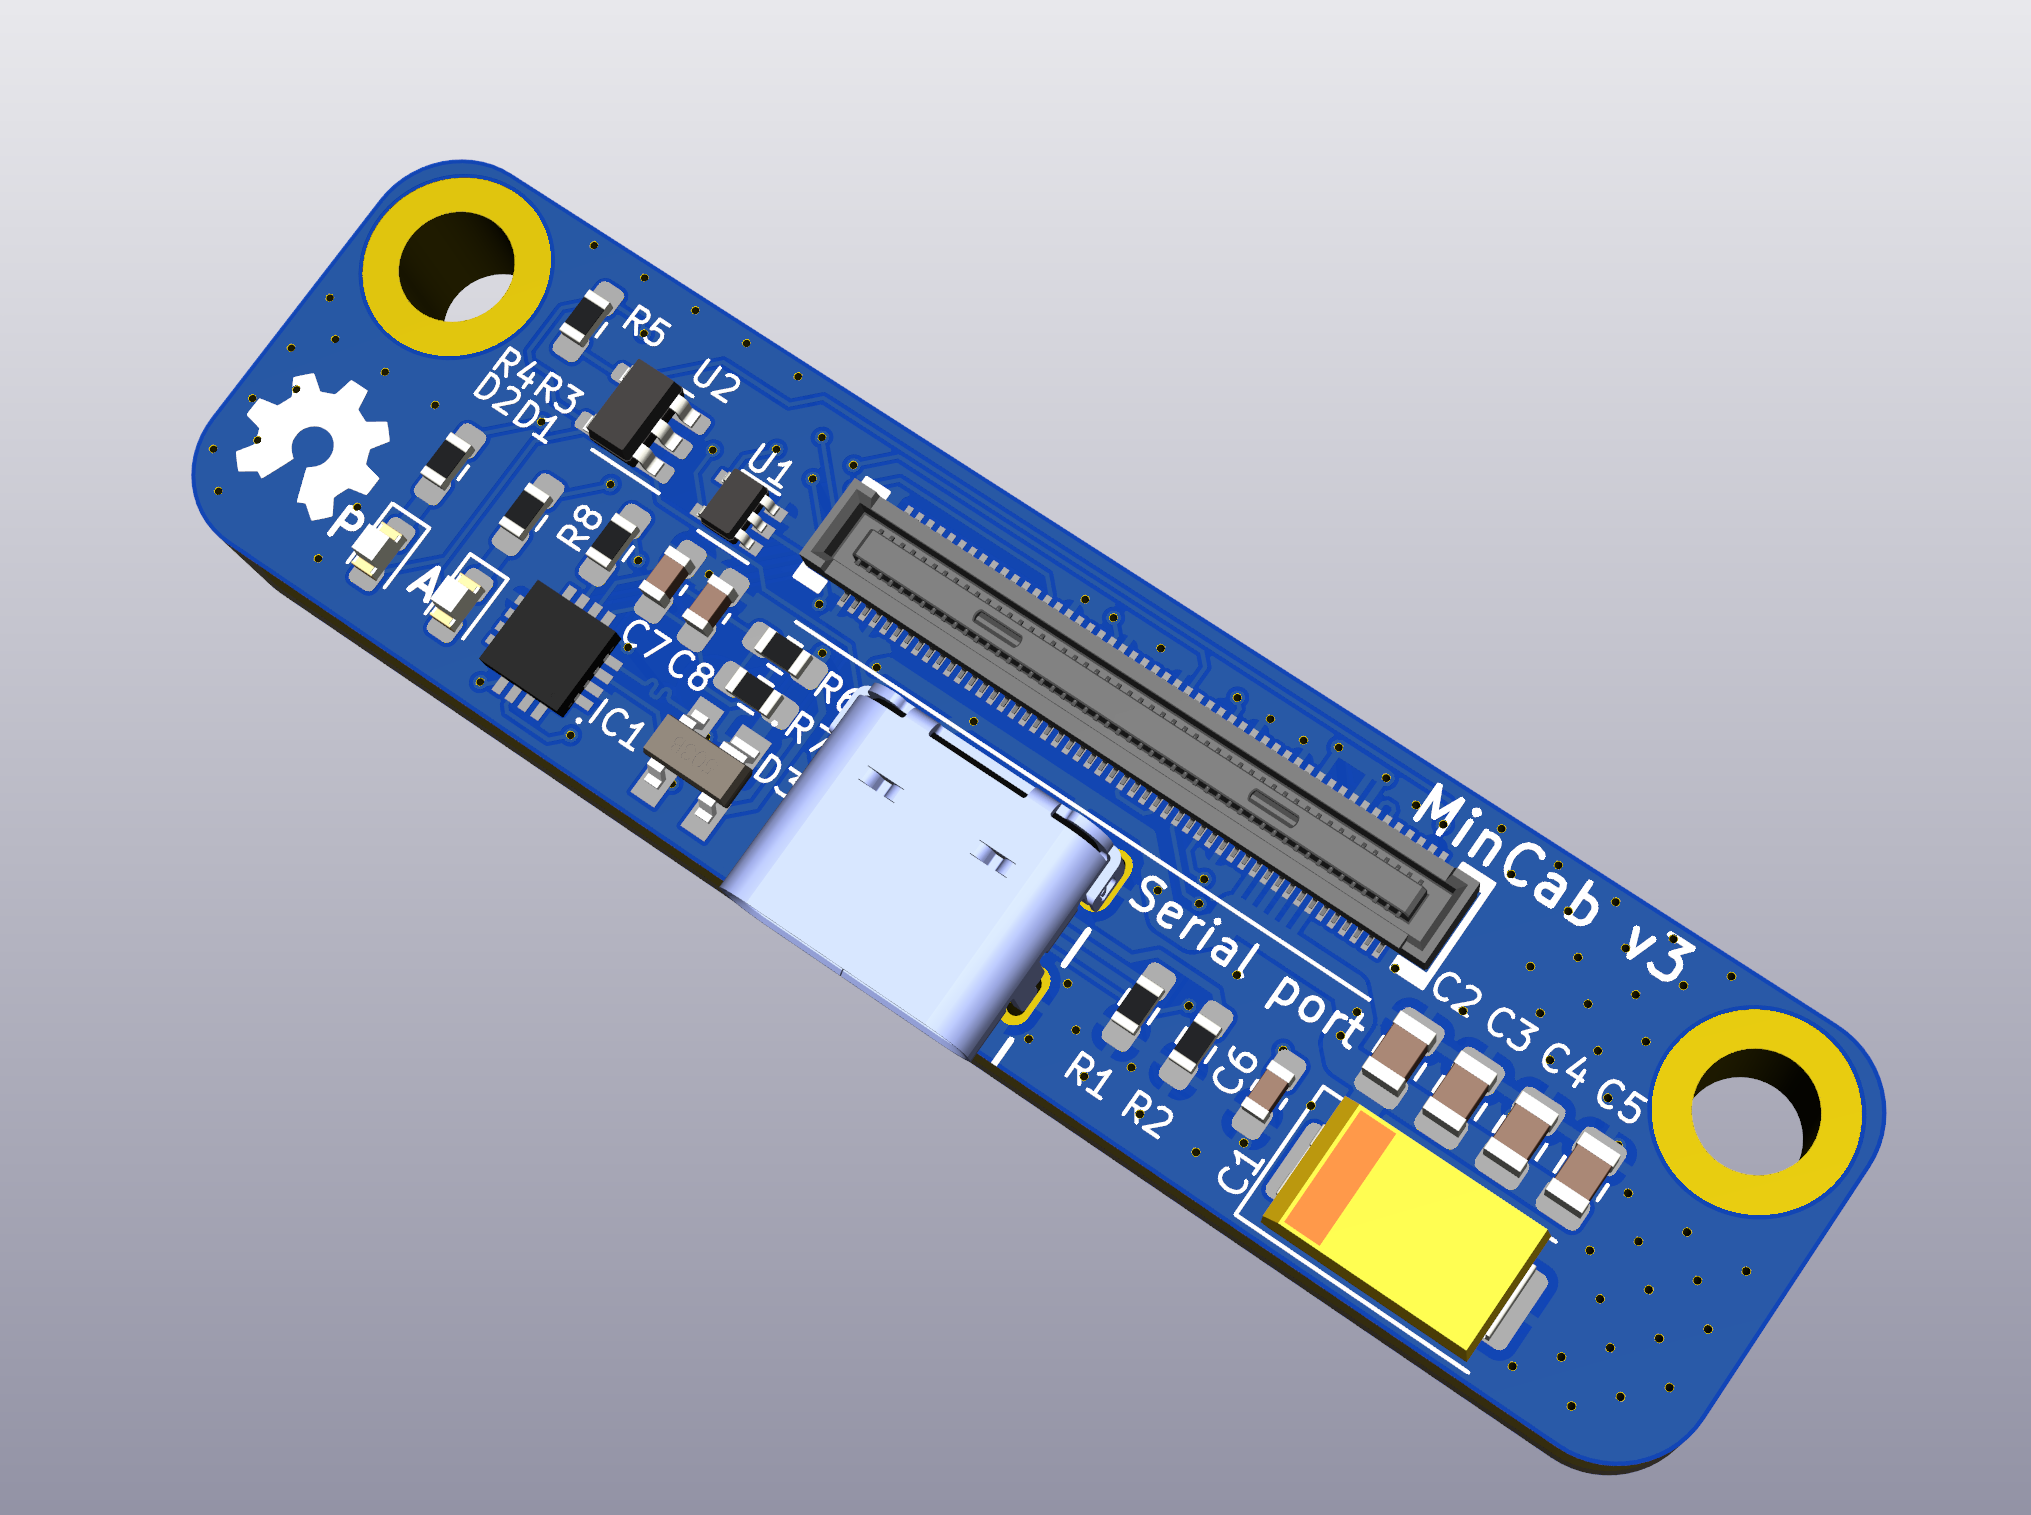 R5
U2
R4R3
D2D1
U1
P
R8
A
C7C8
R6
R7
IC1
D3
MinCab v3
Serial port
C2 C3 C4 C5
R1 R2
C6
C1